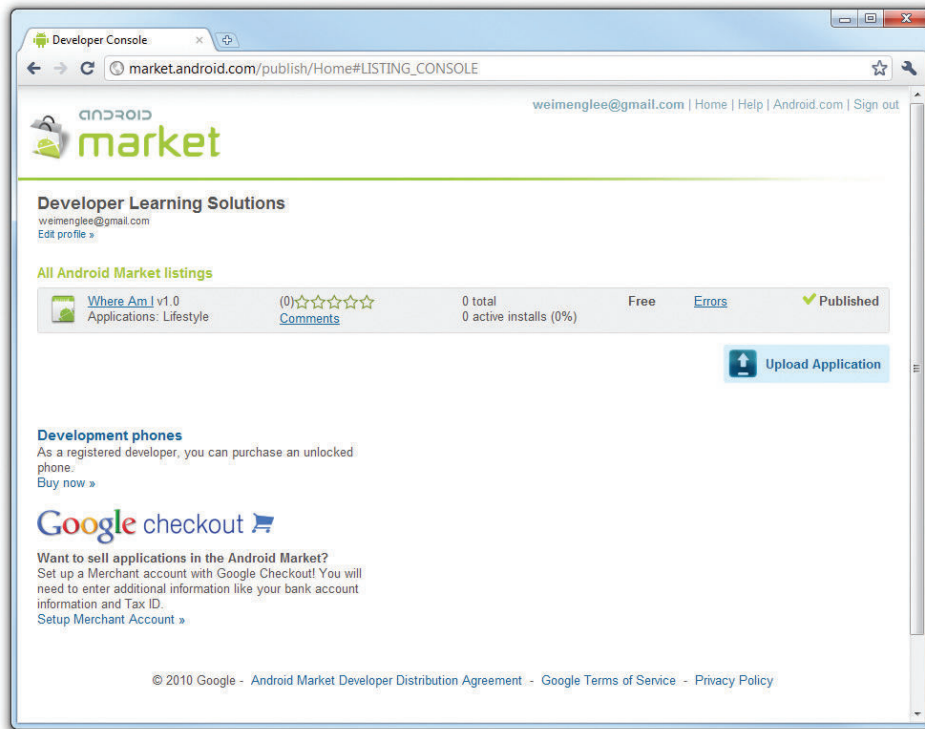 Developer Console
market.android.com/publish/Home#LISTING_CONSOLE
weimenglee@gmail.com | Home | Help | Android.com | Sign out
ANDROID
market
Developer Learning Solutions
weimenglee@gmail.com
Edit profile »
All Android Market listings
Where Am I v1.0 (0) 0 total Free Errors Published
Applications: Lifestyle Comments 0 active installs (0%)
Upload Application
Development phones
As a registered developer, you can purchase an unlocked
phone.
Buy now »
Google checkout
Want to sell applications in the Android Market?
Set up a Merchant account with Google Checkout! You will
need to enter additional information like your bank account
information and Tax ID.
Setup Merchant Account »
© 2010 Google - Android Market Developer Distribution Agreement - Google Terms of Service - Privacy Policy